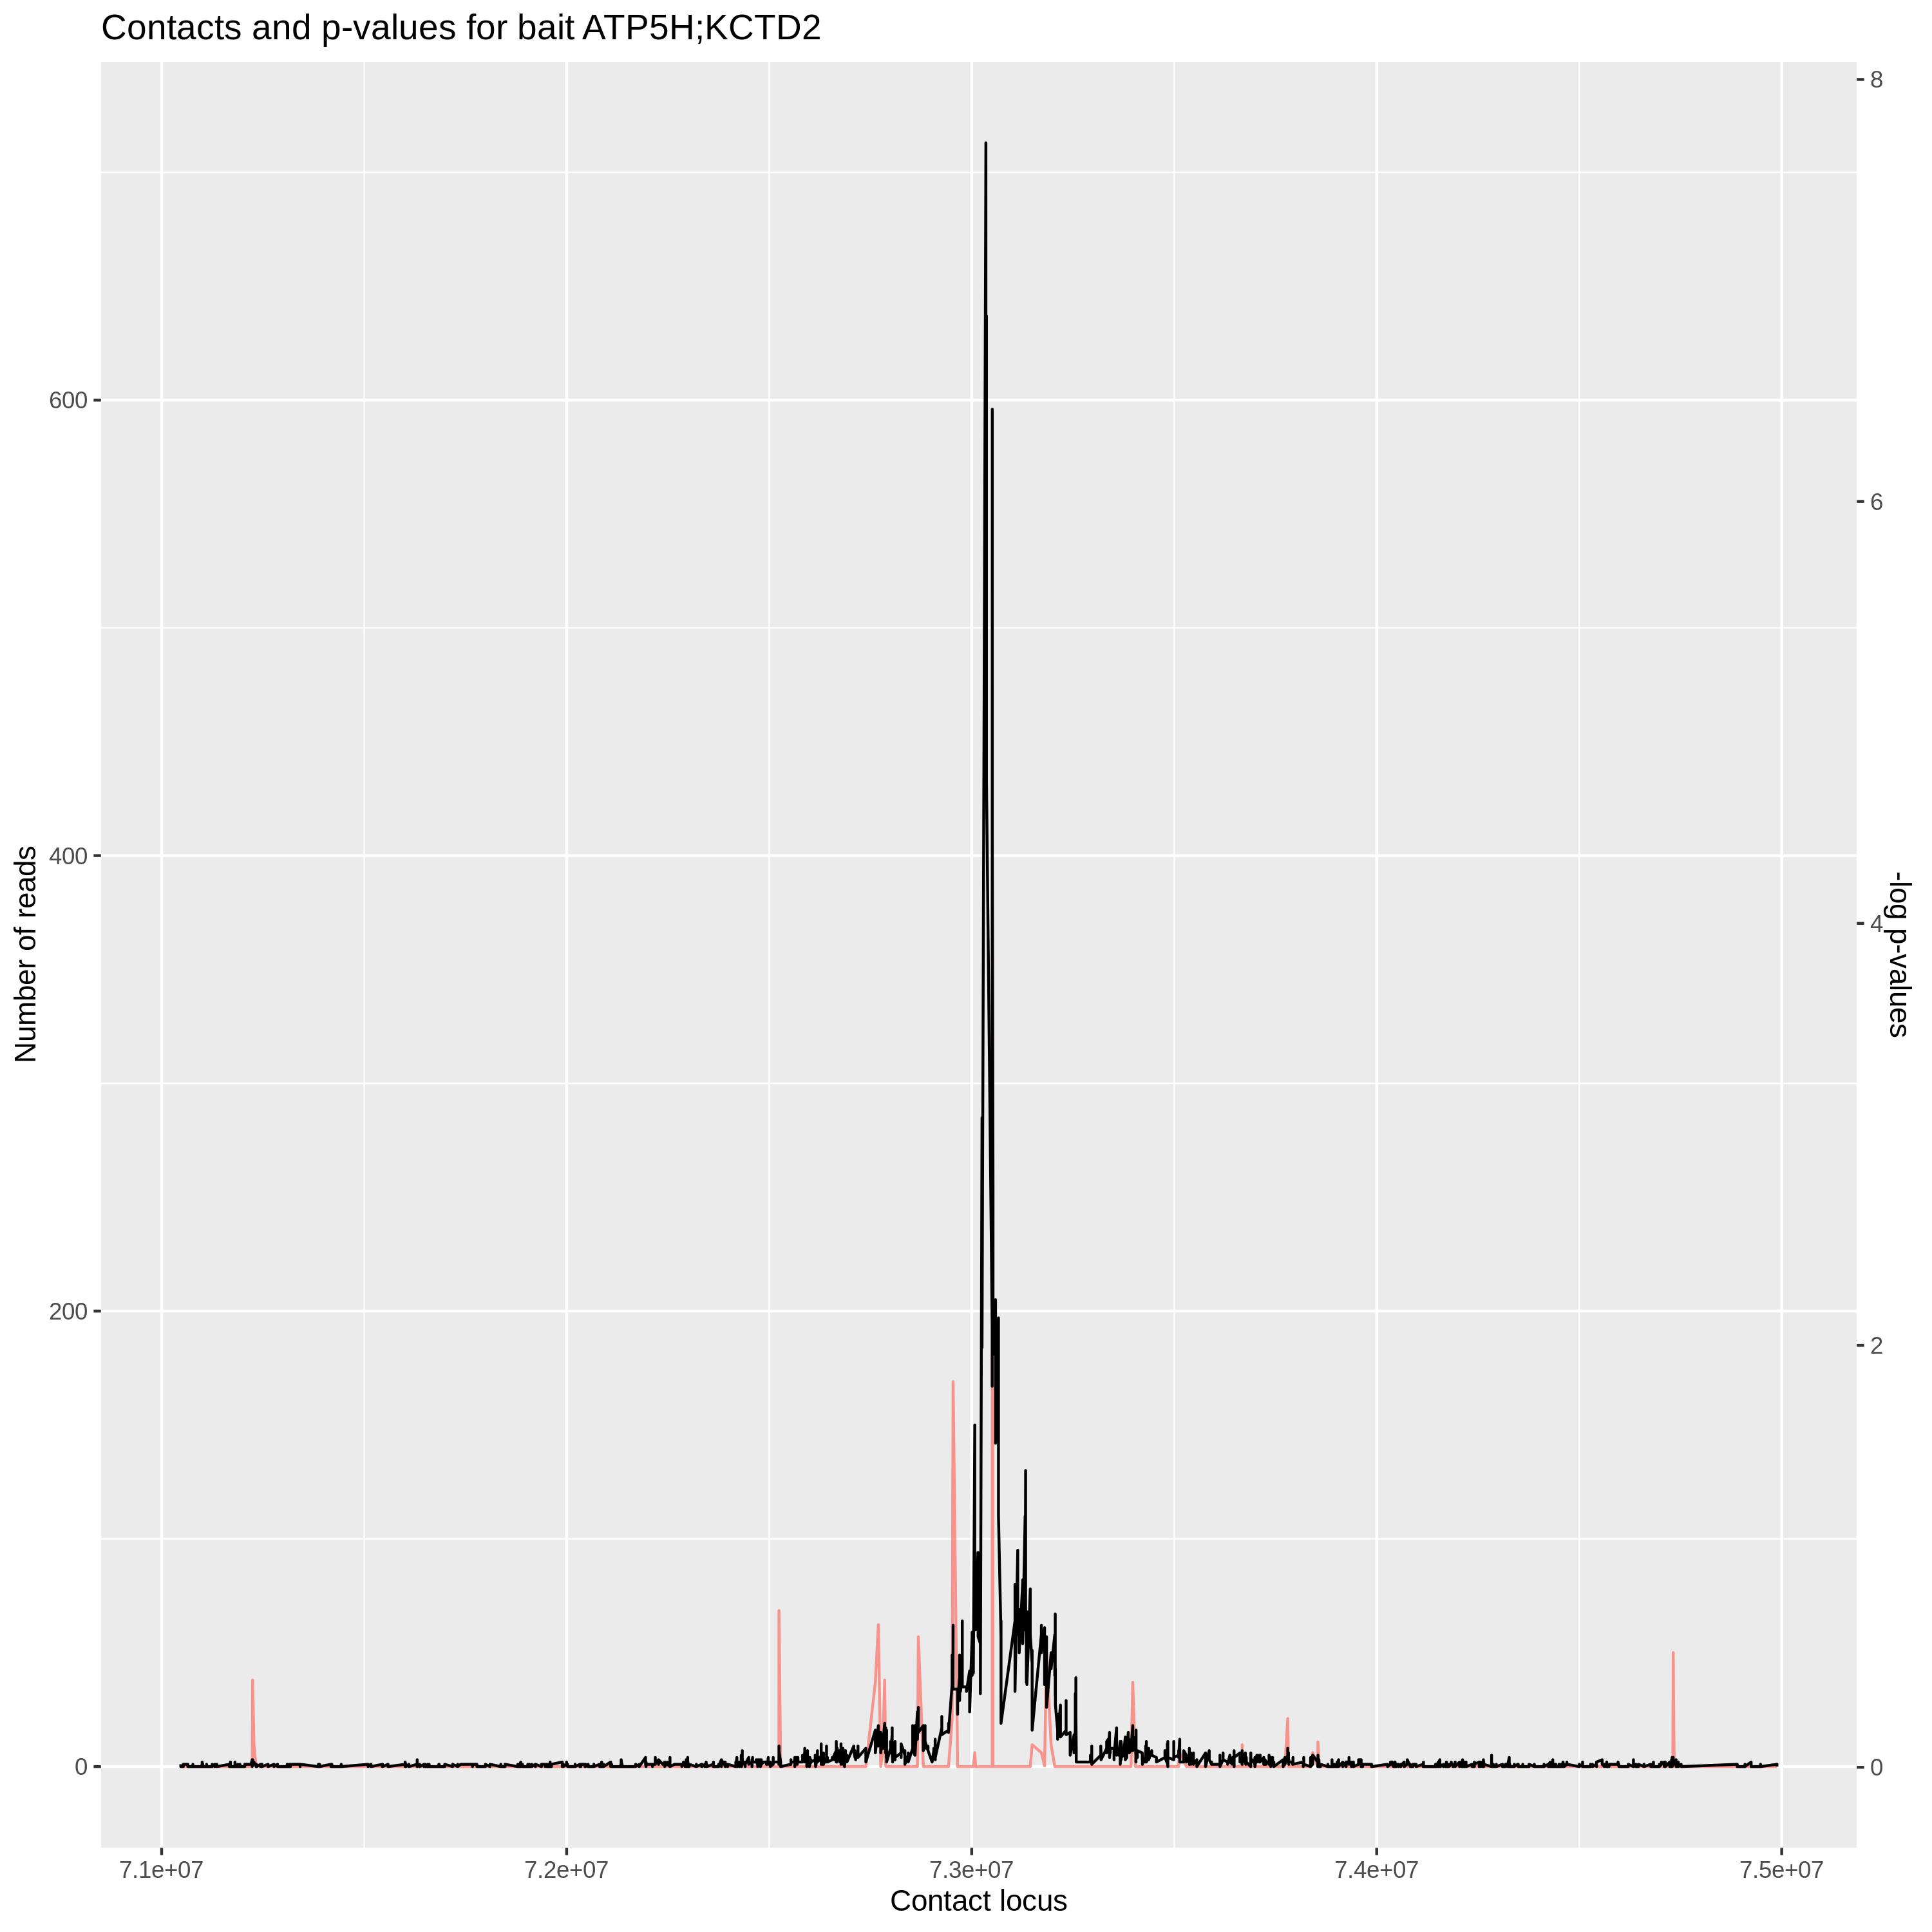 Contacts and p-values for bait ATP5H;KCTD2
Number of reads
600
400
200
0
8
6
4
2
0
-log p-values
7.1e+07 7.2e+07 7.3e+07 7.4e+07 7.5e+07
Contact locus